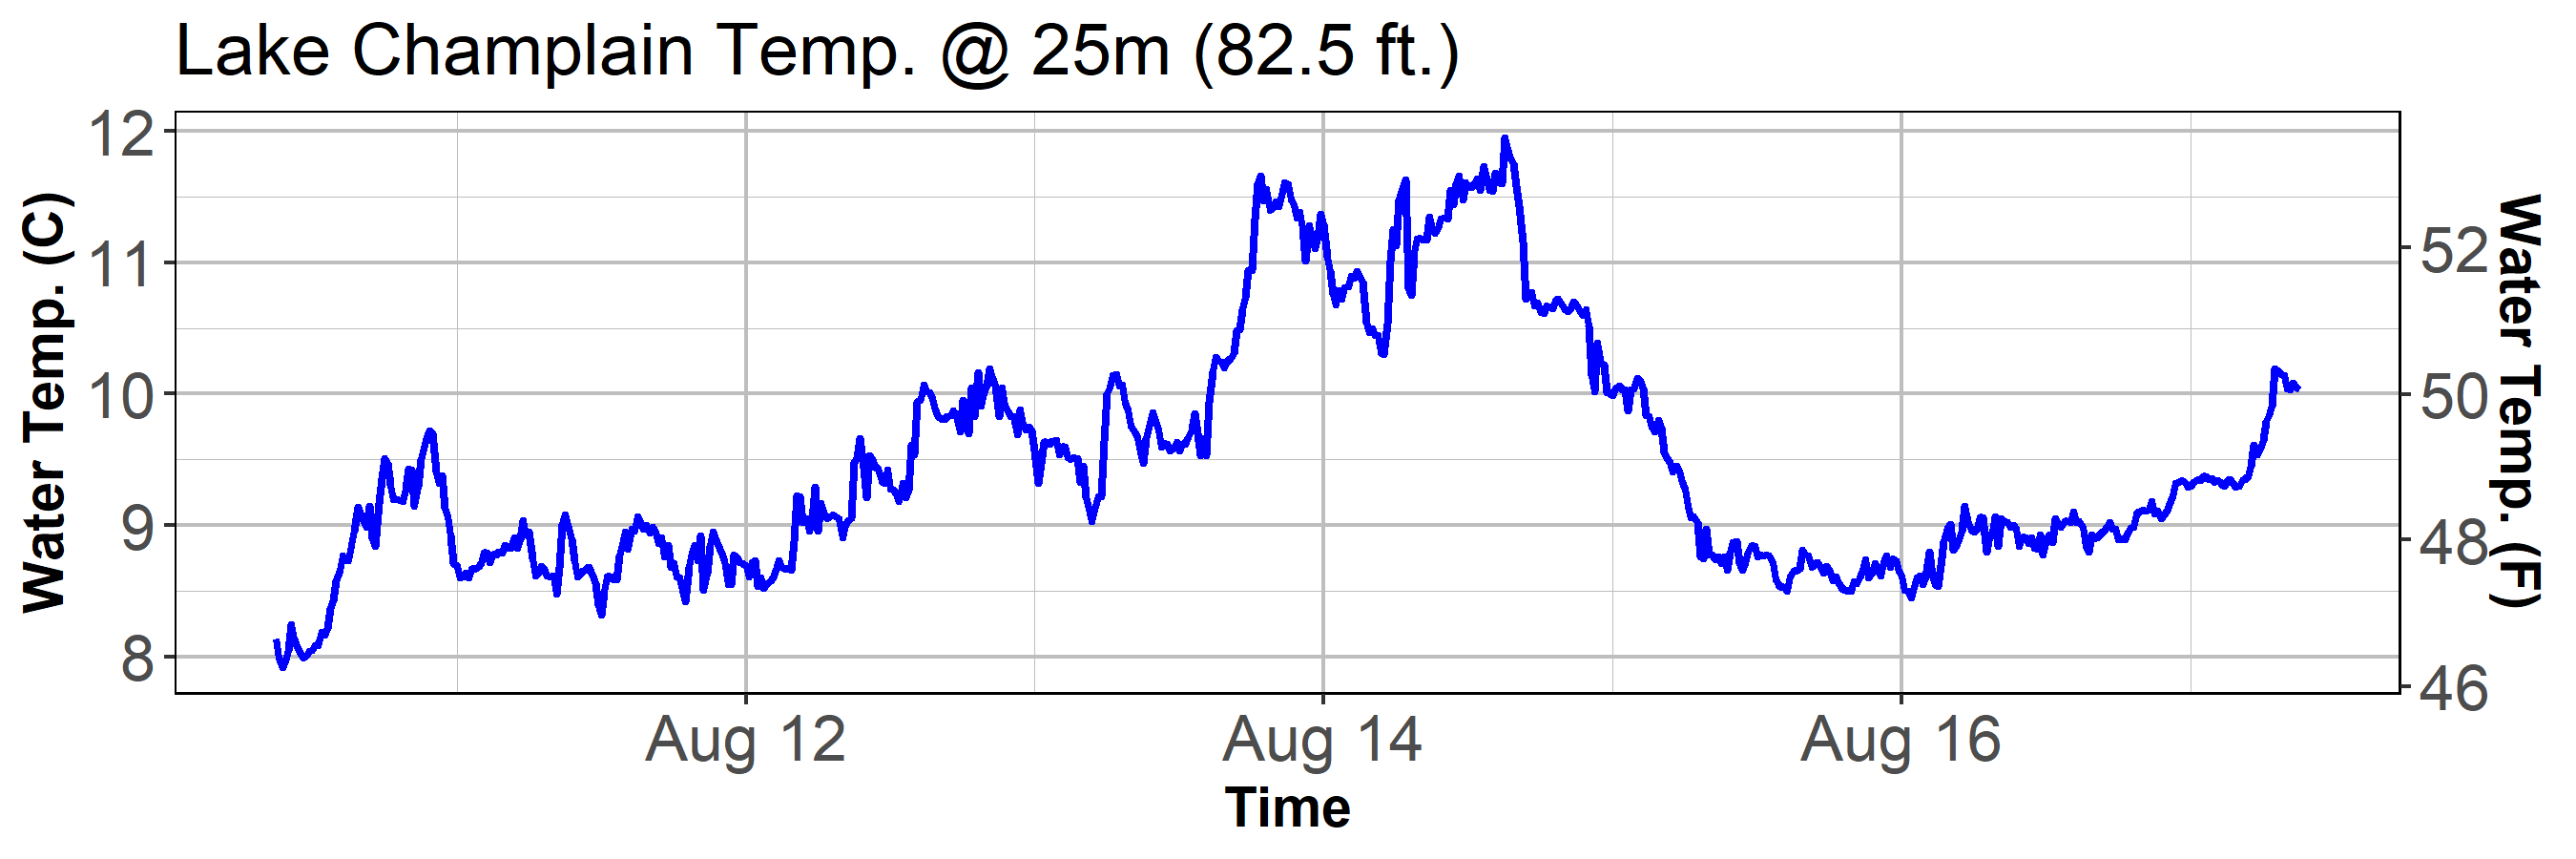 Lake Champlain Temp. @ 25m (82.5 ft.)
Water Temp. (C)
12
11
10
9
8
52
50
48
46
Water Temp. (F)
Aug 12
Aug 14
Aug 16
Time